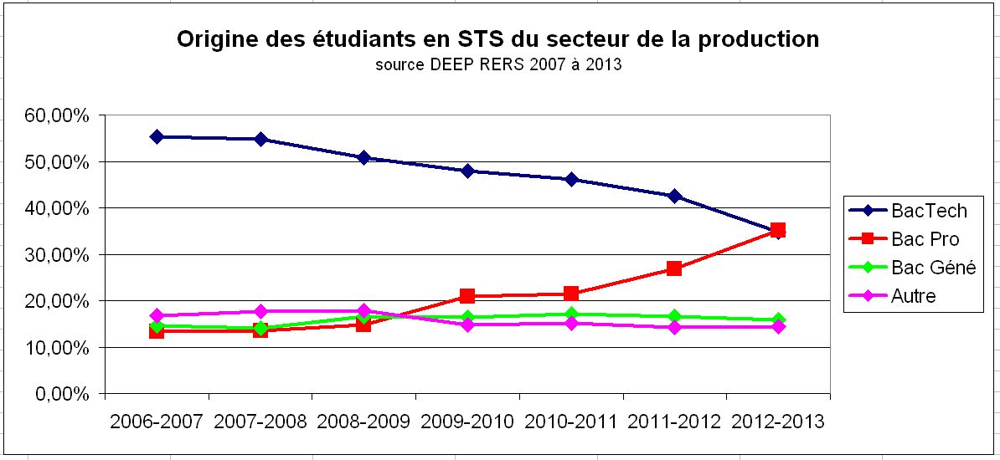 Origine des étudiants en STS du secteur de la production
source DEEP RERS 2007 à 2013
60,00%
50,00%
40,00%
30,00%
20,00%
10,00%
0,00%
2006-2007 2007-2008 2008-2009 2009-2010 2010-2011 2011-2012 2012-2013
BacTech
Bac Pro
Bac Géné
Autre